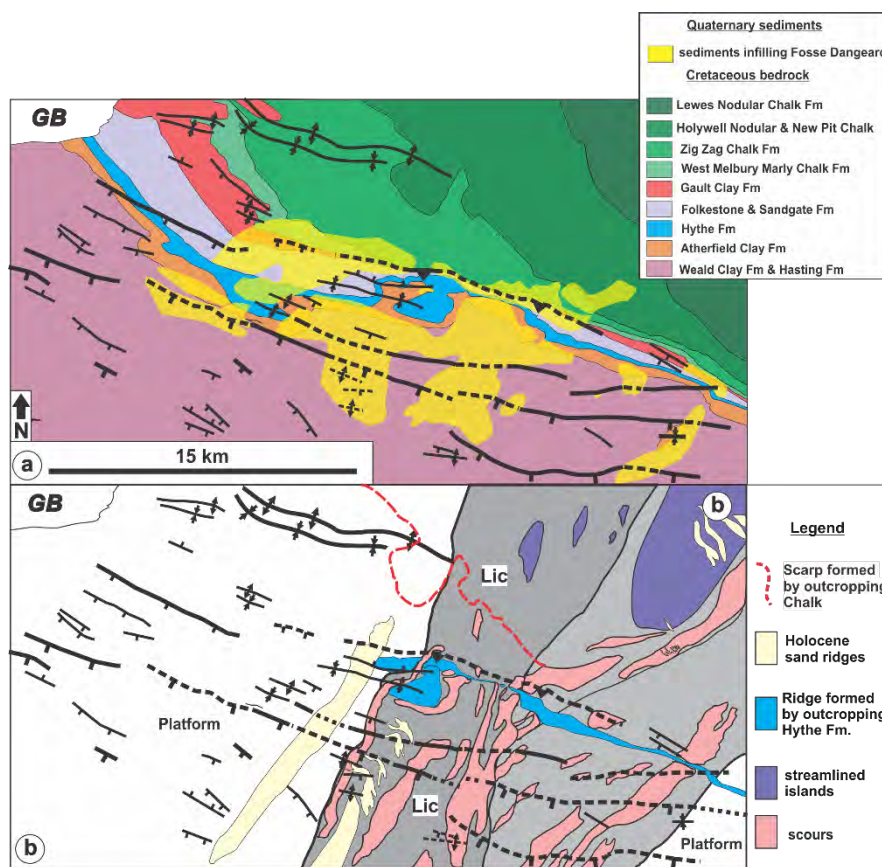 Quaternary sediments
sediments infilling Fosse Dangeard
Cretaceous bedrock
Lewes Nodular Chalk Fm
Holywell Nodular & New Pit Chalk
Zig Zag Chalk Fm
West Melbury Marly Chalk Fm
Gault Clay Fm
Folkestone & Sandgate Fm
Hythe Fm
Atherfield Clay Fm
Weald Clay Fm & Hasting Fm
GB
N
a
15 km
GB
b
Lic
Platform
Lic
Platform
b
Legend
Scarp formed
by outcropping
Chalk
Holocene
sand ridges
Ridge formed
by outcropping
Hythe Fm.
streamlined
islands
scours